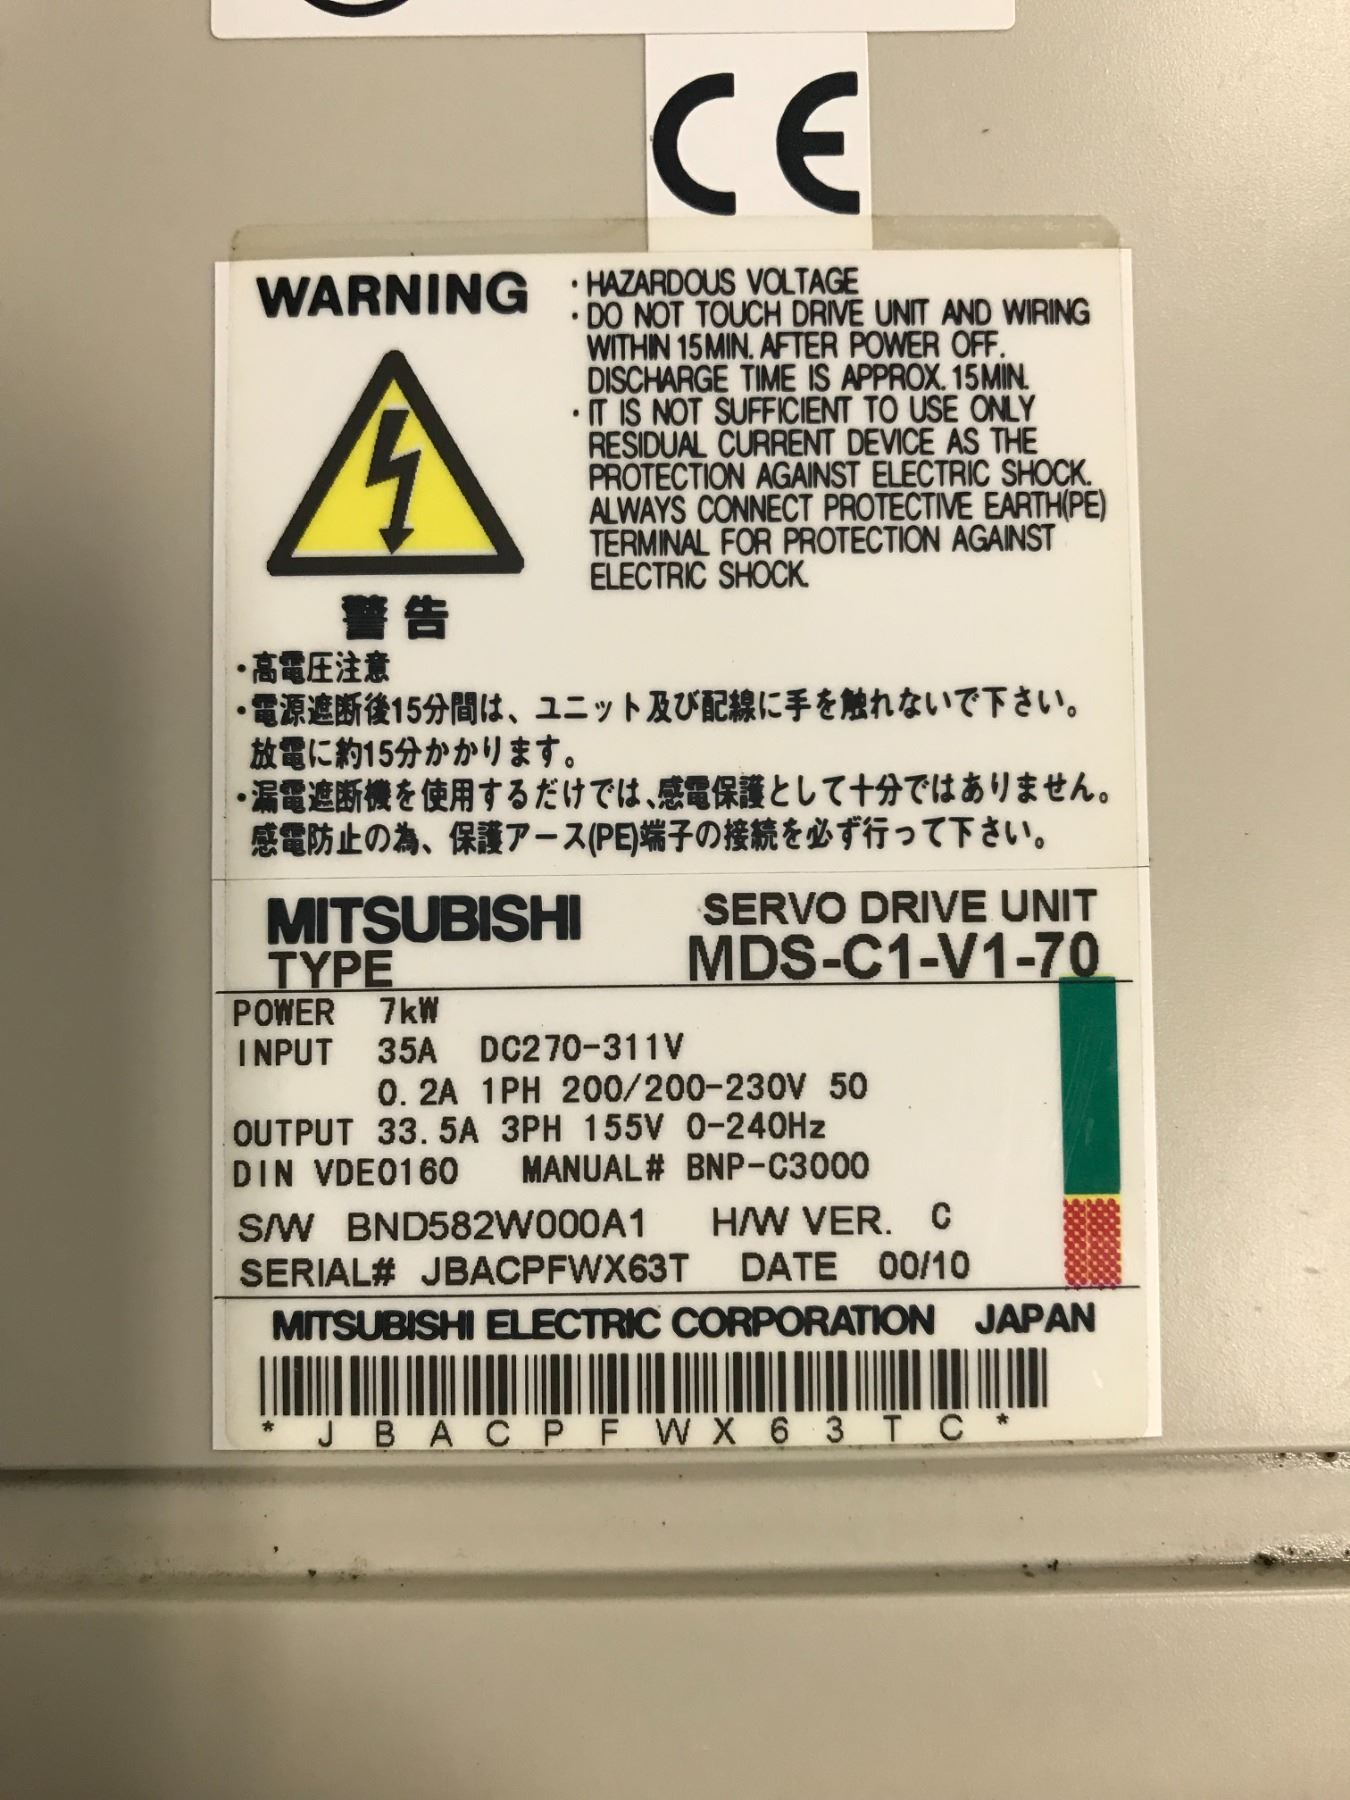 CE
WARNING
・HAZARDOUS VOLTAGE
・DO NOT TOUCH DRIVE UNIT AND WIRING
WITHIN 15MIN. AFTER POWER OFF.
DISCHARGE TIME IS APPROX. 15MIN.
・IT IS NOT SUFFICIENT TO USE ONLY
RESIDUAL CURRENT DEVICE AS THE
PROTECTION AGAINST ELECTRIC SHOCK.
ALWAYS CONNECT PROTECTIVE EARTH(PE)
TERMINAL FOR PROTECTION AGAINST
ELECTRIC SHOCK.
警告
・高電圧注意
・電源遮断後15分間は、ユニット及び配線に手を触れないで下さい。
放電に約15分かかります。
・漏電遮断機を使用するだけでは、感電保護として十分ではありません。
感電防止の為、保護アース(PE)端子の接続を必ず行って下さい。
MITSUBISHI SERVO DRIVE UNIT
TYPE MDS-C1-V1-70
POWER 7kW
INPUT 35A DC270-311V
0.2A 1PH 200/200-230V 50
OUTPUT 33.5A 3PH 155V 0-240Hz
DIN VDE0160 MANUAL# BNP-C3000
S/W BND582W000A1 H/W VER. C
SERIAL# JBACPFWX63T DATE 00/10
MITSUBISHI ELECTRIC CORPORATION JAPAN
*JBACPFWX63TC*